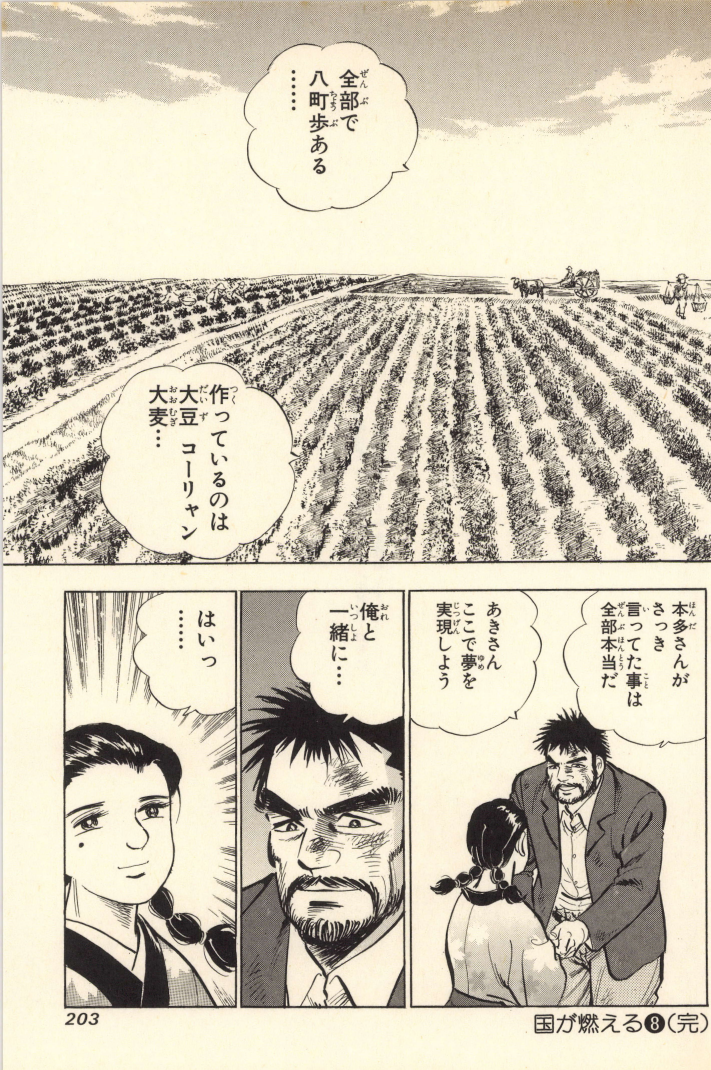 全部で
八町歩ある
……
作っているのは
大豆 コーリャン
大麦…
本多さんが
さっき
言ってた事は
全部本当だ
あきさん
ここで夢を
実現しよう
俺と
一緒に…
はいっ
……
203
国が燃える❽(完)